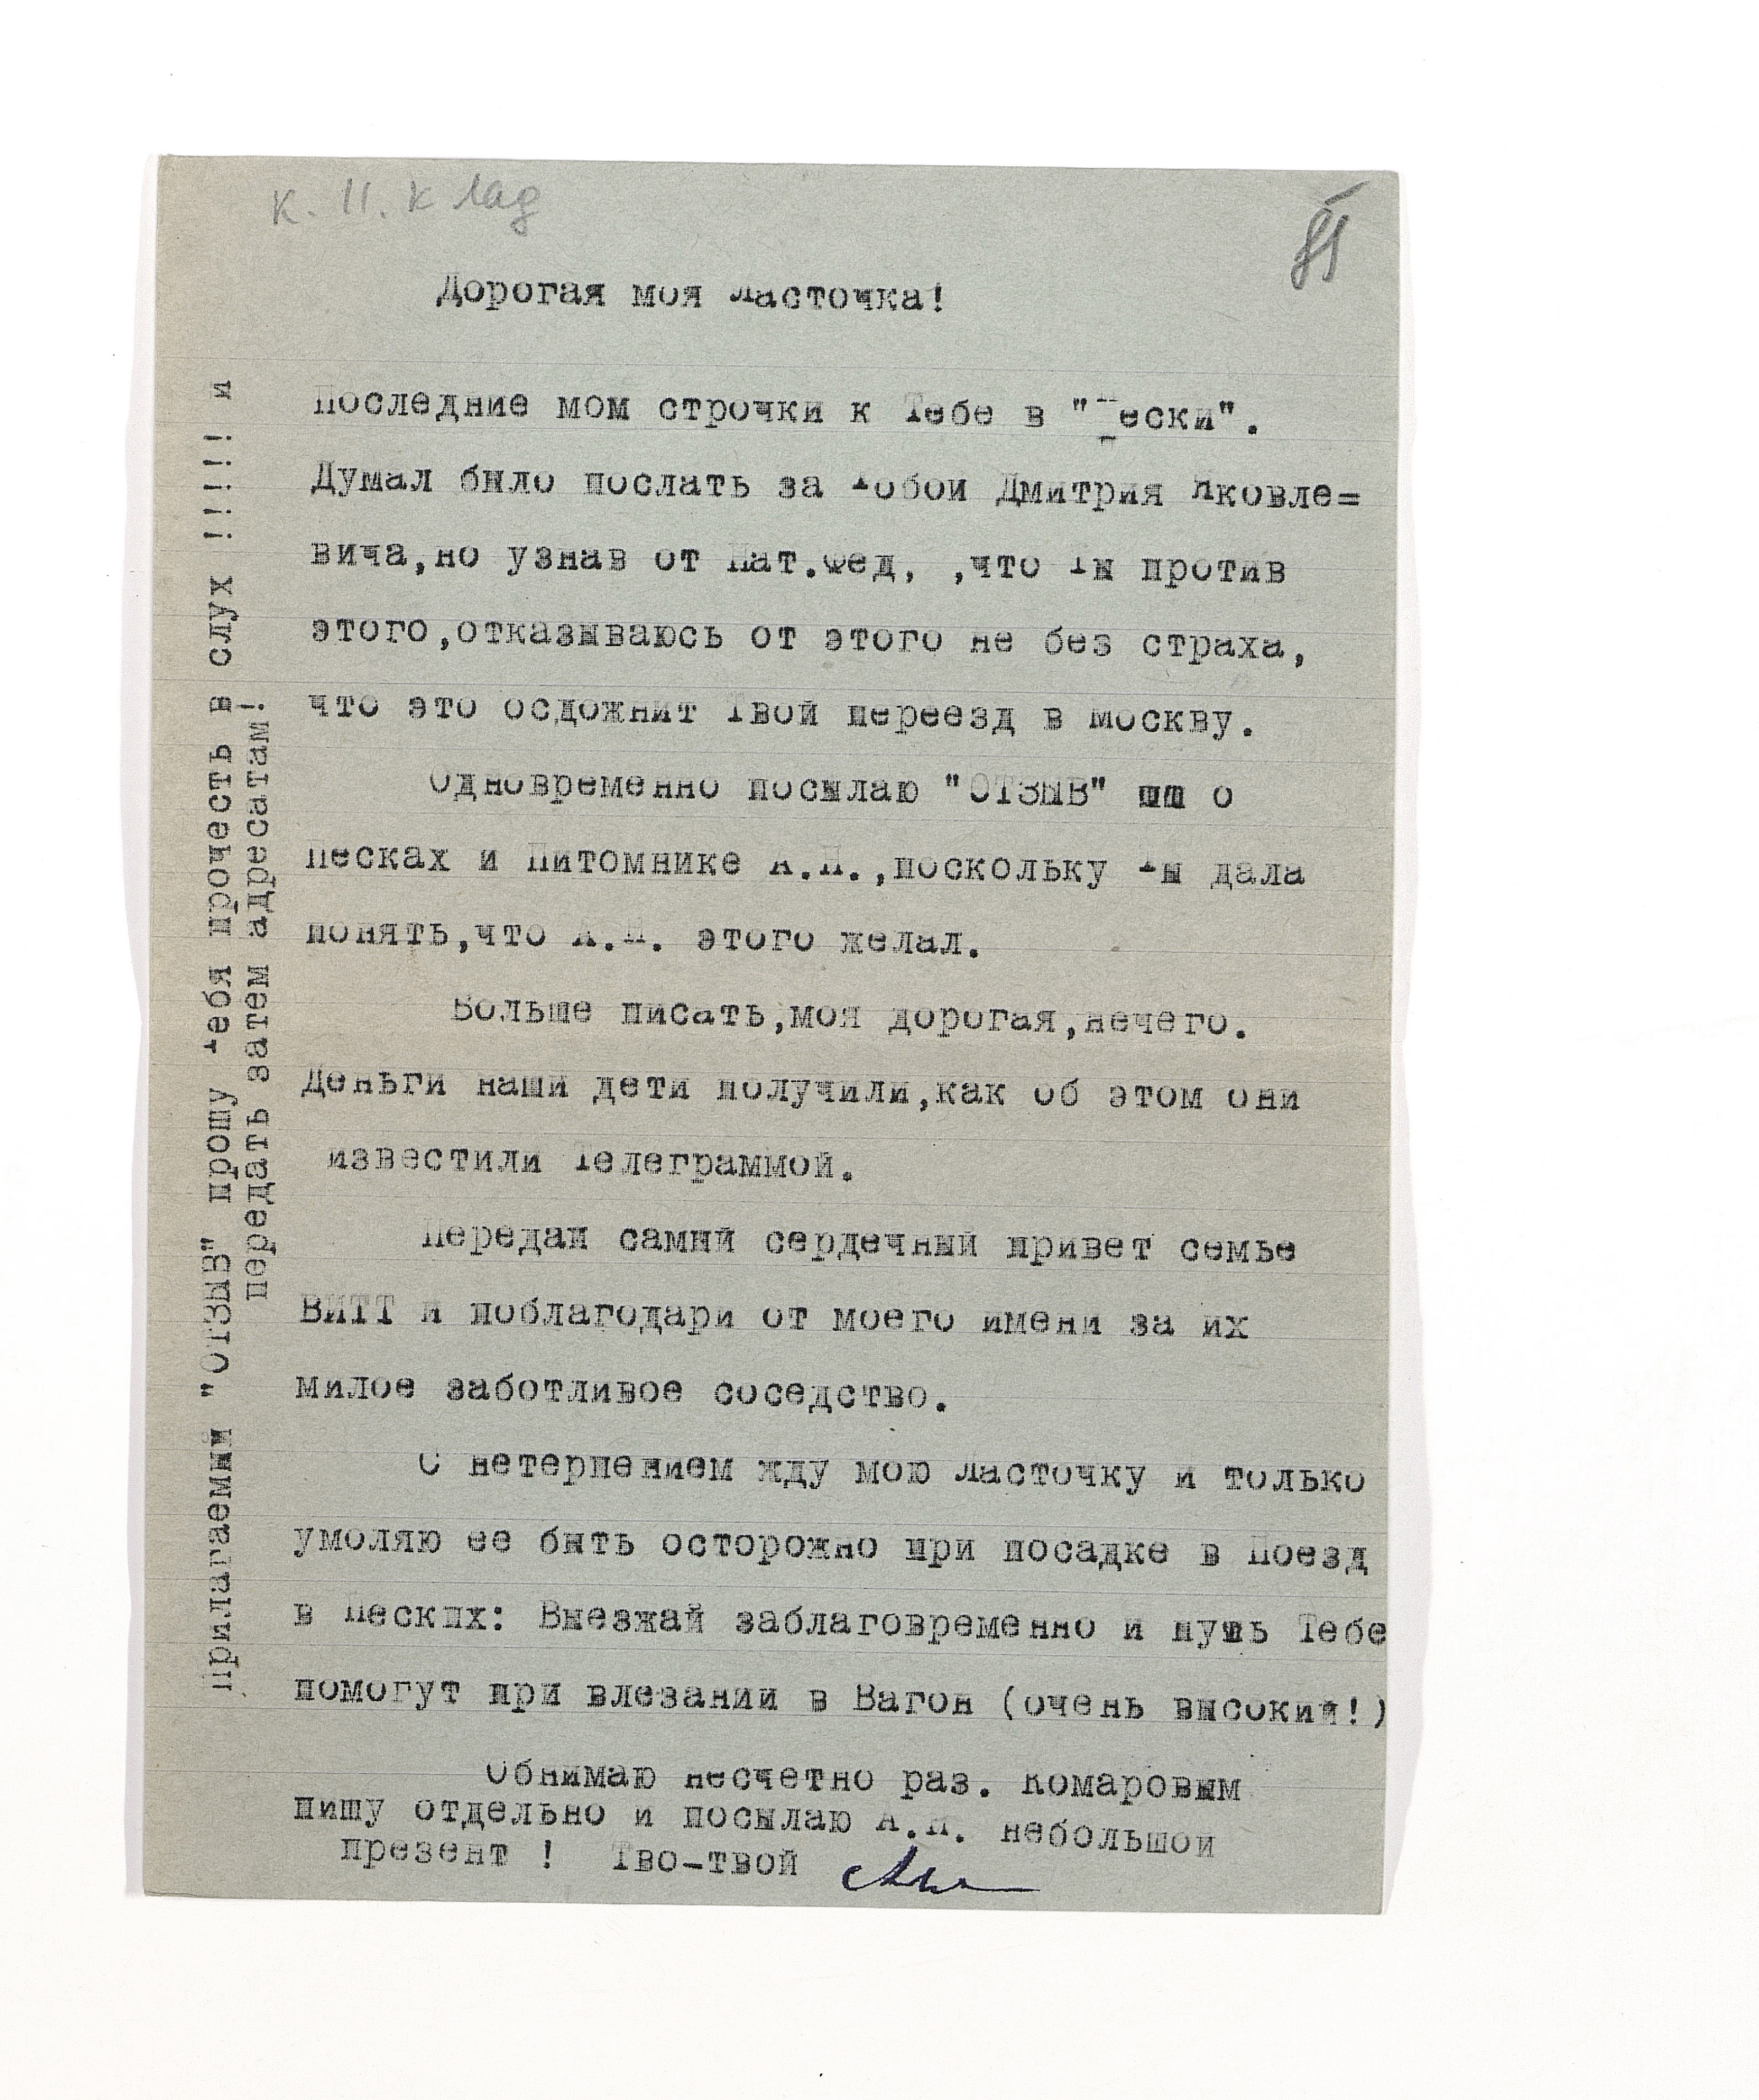 к. 11. к Лад
85
Дорогая моя Ласточка!
Последние мом строчки к Тебе в "Пески".
Думал было послать за Тобой Дмитрия Яковле=
вича,но узнав от Нат.Фед, ,что Ты против
этого,отказываюсь от этого не без страха,
что это осдожнит Твой переезд в Москву.
Одновременно посылаю "ОТЗЫВ" о
Песках и Питомнике А.П.,поскольку Ты дала
понять,что А.П. этого желал.
Больше писать,моя дорогая,нечего.
Деньги наши дети получили,как об этом они
известили Телеграммой.
Передай самый сердечный привет семье
ВИТТ и поблагодари от моего имени за их
милое заботливое соседство.
С нетерпением жду мою Ласточку и только
умоляю ее быть осторожно при посадке в Поезд
в Песких: Выезжай заблаговременно и путь Тебе
помогут при влезании в Вагон (очень высокий!)
Обнимаю несчетно раз. Комаровым
пишу отдельно и посылаю А.П. небольшой
презент ! Тво-твой
Прилагаемый "ОТЗЫВ" прошу Тебя прочесть в слух !!!!! и
передать затем адресатам!